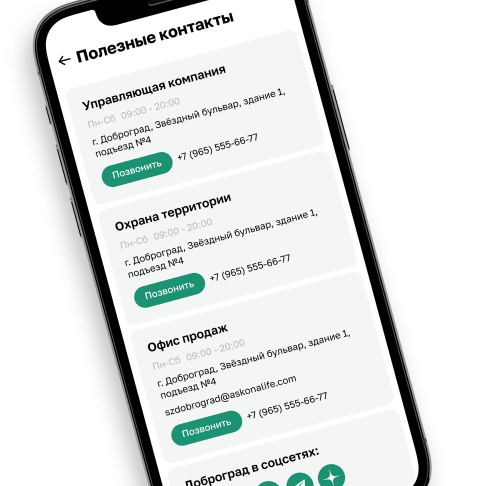 Полезные контакты
Управляющая компания
Пн-Сб 09:00 - 20:00
г. Доброград, Звёздный бульвар, здание 1,
подъезд №4
Позвонить +7 (965) 555-66-77
Охрана территории
Пн-Сб 09:00 - 20:00
г. Доброград, Звёздный бульвар, здание 1,
подъезд №4
Позвонить +7 (965) 555-66-77
Офис продаж
Пн-Сб 09:00 - 20:00
г. Доброград, Звёздный бульвар, здание 1,
подъезд №4
szdobrograd@askonalife.com
Позвонить +7 (965) 555-66-77
Доброград в соцсетях: